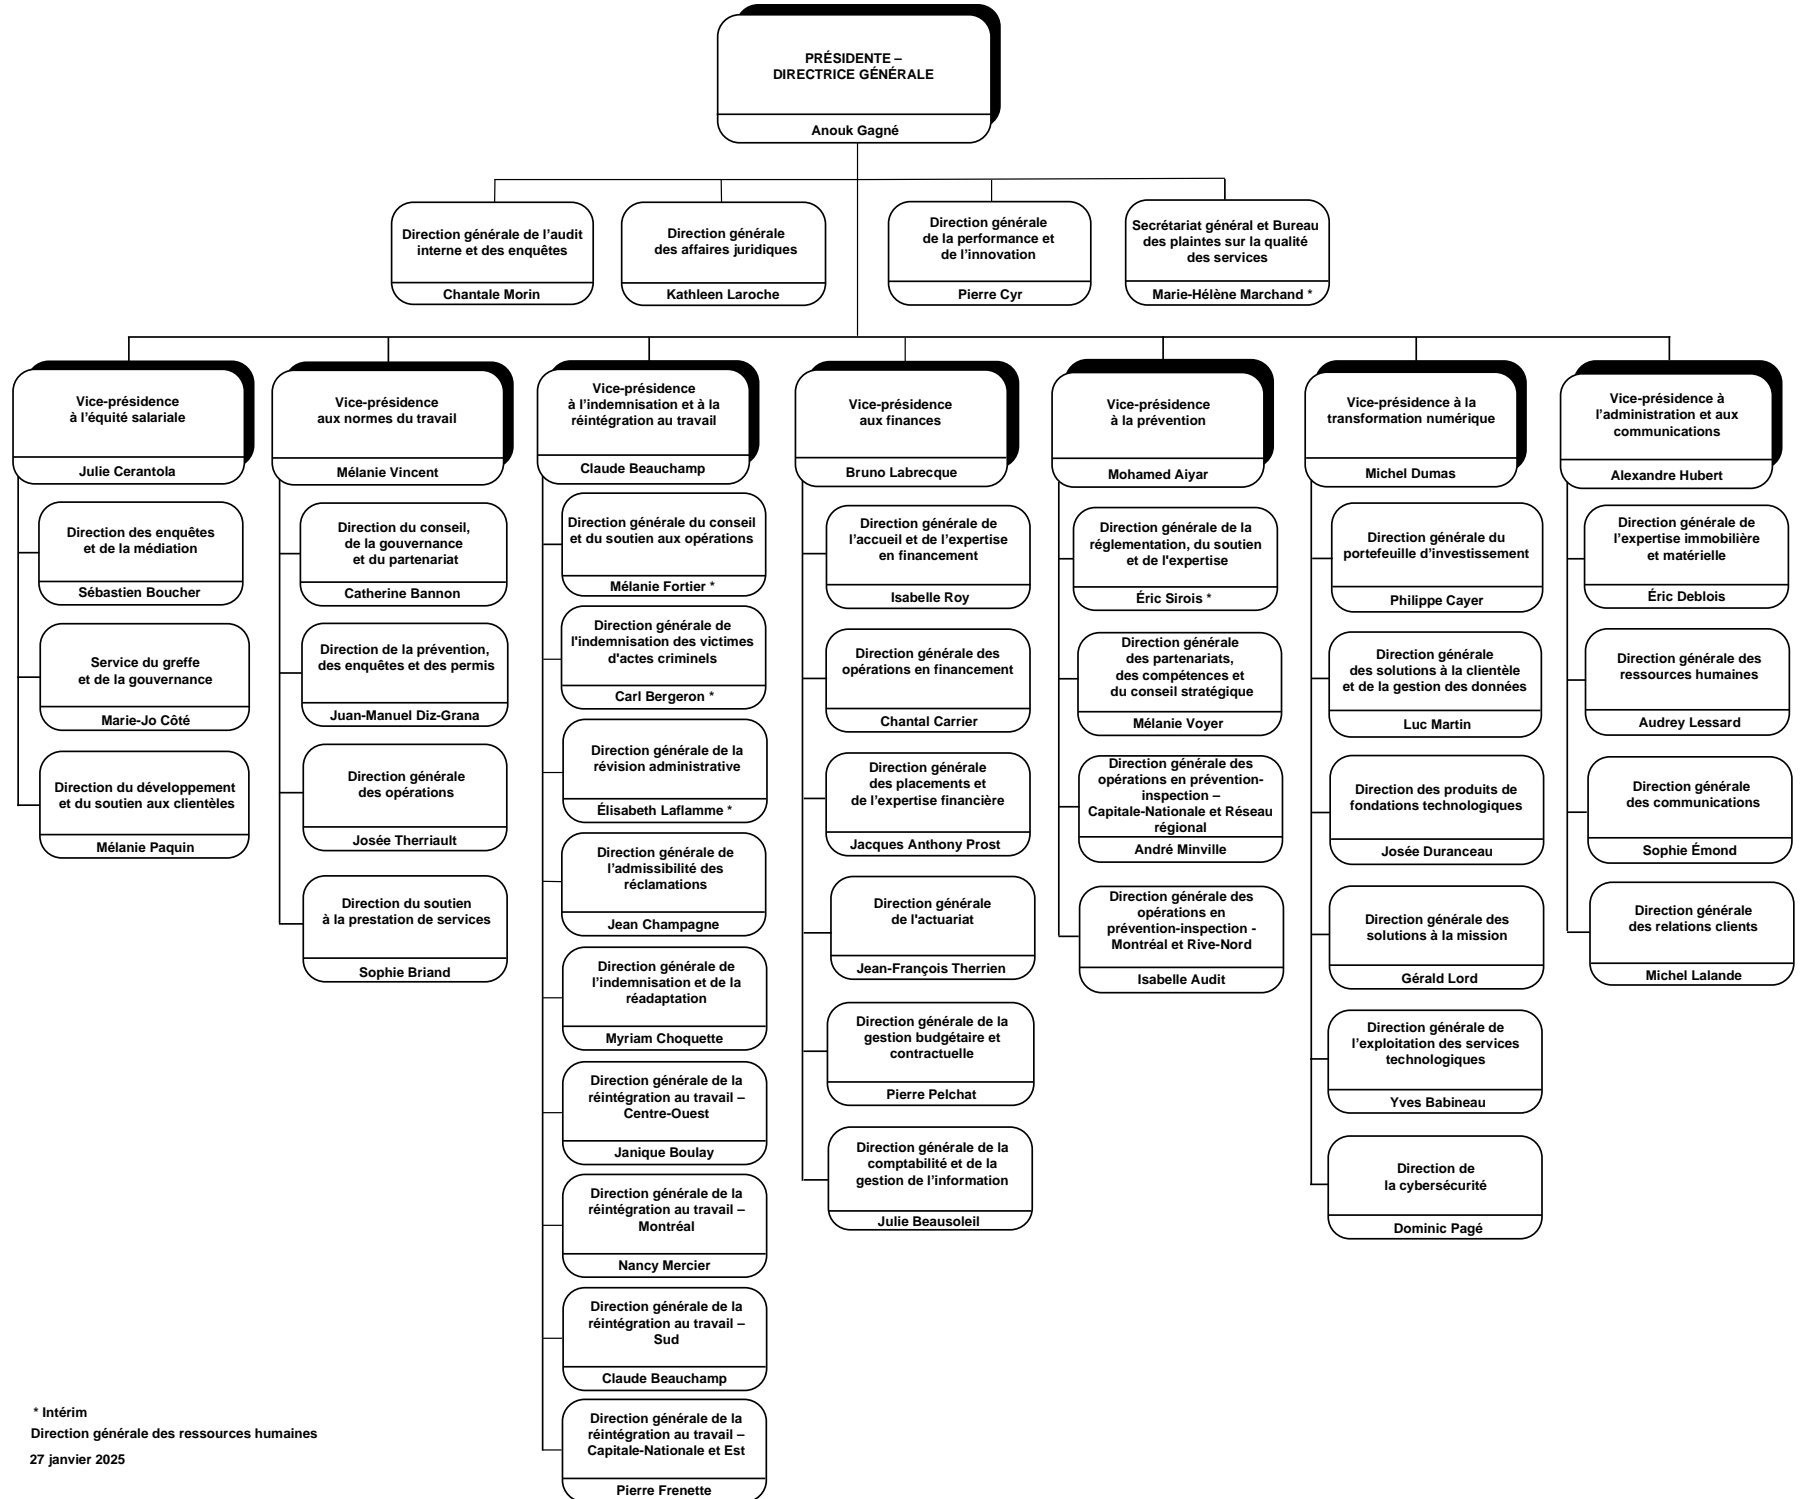 PRÉSIDENTE –
DIRECTRICE GÉNÉRALE
Anouk Gagné
Direction générale de l’audit
interne et des enquêtes
Chantale Morin
Direction générale
des affaires juridiques
Kathleen Laroche
Direction générale
de la performance et
de l’innovation
Pierre Cyr
Secrétariat général et Bureau
des plaintes sur la qualité
des services
Marie-Hélène Marchand *
Vice-présidence
à l’équité salariale
Julie Cerantola
Direction des enquêtes
et de la médiation
Sébastien Boucher
Service du greffe
et de la gouvernance
Marie-Jo Côté
Direction du développement
et du soutien aux clientèles
Mélanie Paquin
Vice-présidence
aux normes du travail
Mélanie Vincent
Direction du conseil,
de la gouvernance
et du partenariat
Catherine Bannon
Direction de la prévention,
des enquêtes et des permis
Juan-Manuel Diz-Grana
Direction générale
des opérations
Josée Therriault
Direction du soutien
à la prestation de services
Sophie Briand
Vice-présidence
à l’indemnisation et à la
réintégration au travail
Claude Beauchamp
Direction générale du conseil
et du soutien aux opérations
Mélanie Fortier *
Direction générale de
l'indemnisation des victimes
d'actes criminels
Carl Bergeron *
Direction générale de la
révision administrative
Élisabeth Laflamme *
Direction générale de
l’admissibilité des
réclamations
Jean Champagne
Direction générale de
l’indemnisation et de la
réadaptation
Myriam Choquette
Direction générale de la
réintégration au travail –
Centre-Ouest
Janique Boulay
Direction générale de la
réintégration au travail –
Montréal
Nancy Mercier
Direction générale de la
réintégration au travail –
Sud
Claude Beauchamp
Direction générale de la
réintégration au travail –
Capitale-Nationale et Est
Pierre Frenette
Vice-présidence
aux finances
Bruno Labrecque
Direction générale de
l’accueil et de l’expertise
en financement
Isabelle Roy
Direction générale des
opérations en financement
Chantal Carrier
Direction générale
des placements et
de l’expertise financière
Jacques Anthony Prost
Direction générale
de l'actuariat
Jean-François Therrien
Direction générale de la
gestion budgétaire et
contractuelle
Pierre Pelchat
Direction générale de la
comptabilité et de la
gestion de l’information
Julie Beausoleil
Vice-présidence
à la prévention
Mohamed Aiyar
Direction générale de la
réglementation, du soutien
et de l'expertise
Éric Sirois *
Direction générale
des partenariats,
des compétences et
du conseil stratégique
Mélanie Voyer
Direction générale des
opérations en prévention-
inspection –
Capitale-Nationale et Réseau
régional
André Minville
Direction générale des
opérations en
prévention-inspection -
Montréal et Rive-Nord
Isabelle Audit
Vice-présidence à la
transformation numérique
Michel Dumas
Direction générale du
portefeuille d’investissement
Philippe Cayer
Direction générale
des solutions à la clientèle
et de la gestion des données
Luc Martin
Direction des produits de
fondations technologiques
Josée Duranceau
Direction générale des
solutions à la mission
Gérald Lord
Direction générale de
l’exploitation des services
technologiques
Yves Babineau
Direction de
la cybersécurité
Dominic Pagé
Vice-présidence à
l’administration et aux
communications
Alexandre Hubert
Direction générale de
l’expertise immobilière
et matérielle
Éric Deblois
Direction générale des
ressources humaines
Audrey Lessard
Direction générale
des communications
Sophie Émond
Direction générale
des relations clients
Michel Lalande
* Intérim
Direction générale des ressources humaines
27 janvier 2025